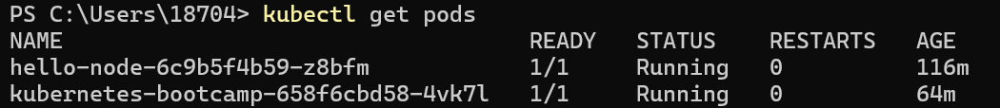 PS C:\Users\18704> kubectl get pods
NAME READY STATUS RESTARTS AGE
hello-node-6c9b5f4b59-z8bfm 1/1 Running 0 116m
kubernetes-bootcamp-658f6cbd58-4vk7l 1/1 Running 0 64m